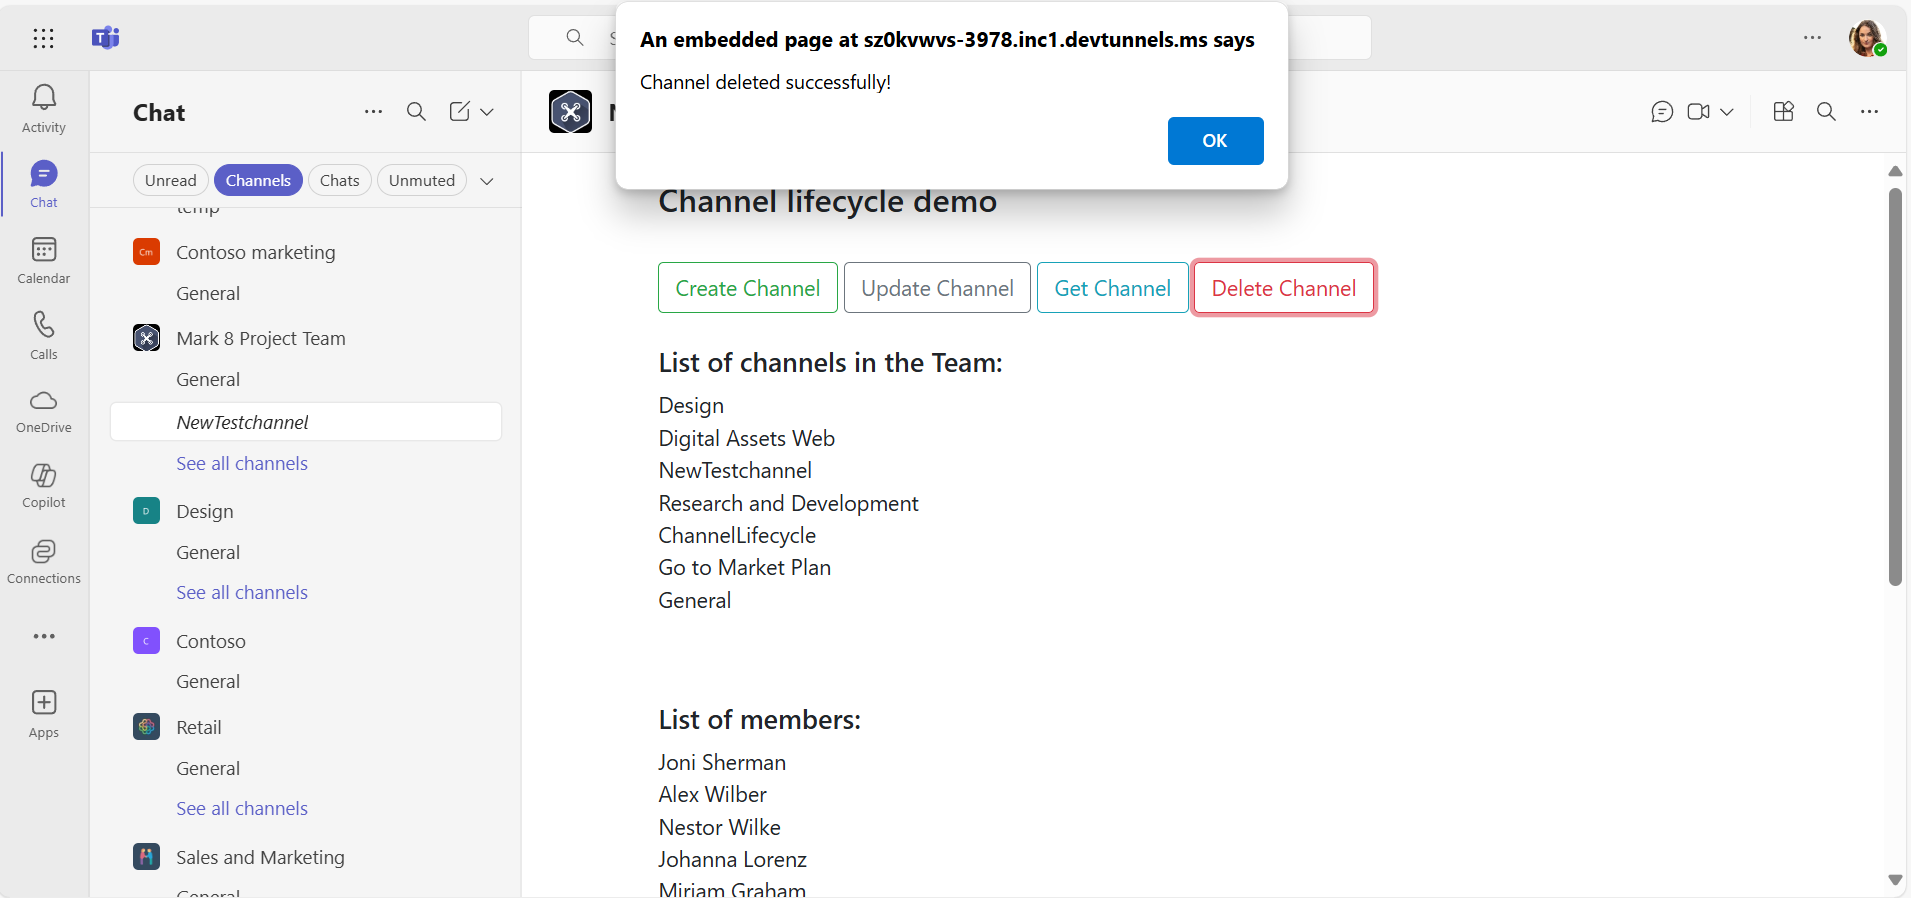 An embedded page at sz0kvwvs-3978.inc1.devtunnels.ms says
Channel deleted successfully!
OK
Activity
Chat
Calendar
Calls
OneDrive
Copilot
Connections
Apps
Chat
Unread
Channels
Chats
Unmuted
temp
Cm
Contoso marketing
General
Mark 8 Project Team
General
NewTestchannel
See all channels
D
Design
General
See all channels
C
Contoso
General
Retail
General
See all channels
Sales and Marketing
General
Channel lifecycle demo
Create Channel
Update Channel
Get Channel
Delete Channel
List of channels in the Team:
Design
Digital Assets Web
NewTestchannel
Research and Development
ChannelLifecycle
Go to Market Plan
General
List of members:
Joni Sherman
Alex Wilber
Nestor Wilke
Johanna Lorenz
Miriam Graham